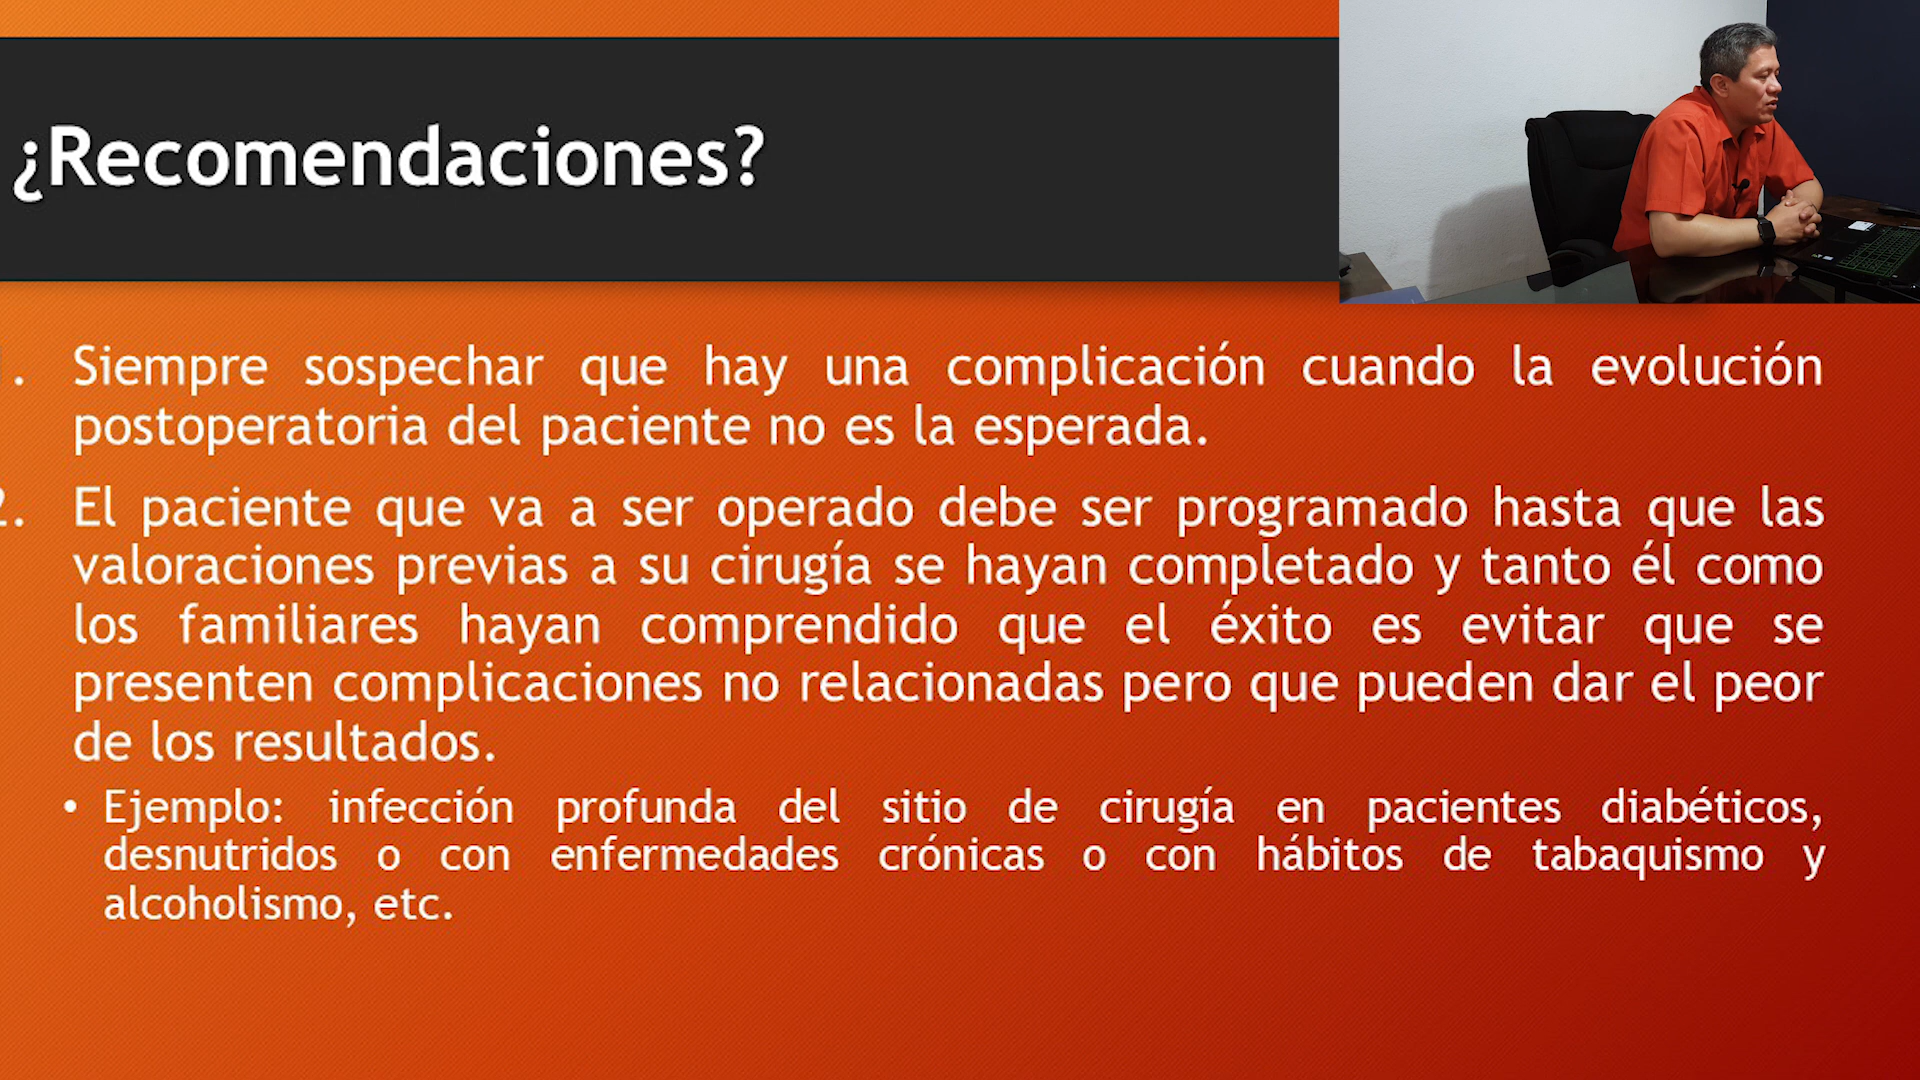 ¿Recomendaciones?
. Siempre sospechar que hay una complicación cuando la evolución
postoperatoria del paciente no es la esperada.
2. El paciente que va a ser operado debe ser programado hasta que las
valoraciones previas a su cirugía se hayan completado y tanto él como
los familiares hayan comprendido que el éxito es evitar que se
presenten complicaciones no relacionadas pero que pueden dar el peor
de los resultados.
• Ejemplo: infección profunda del sitio de cirugía en pacientes diabéticos,
desnutridos o con enfermedades crónicas o con hábitos de tabaquismo y
alcoholismo, etc.